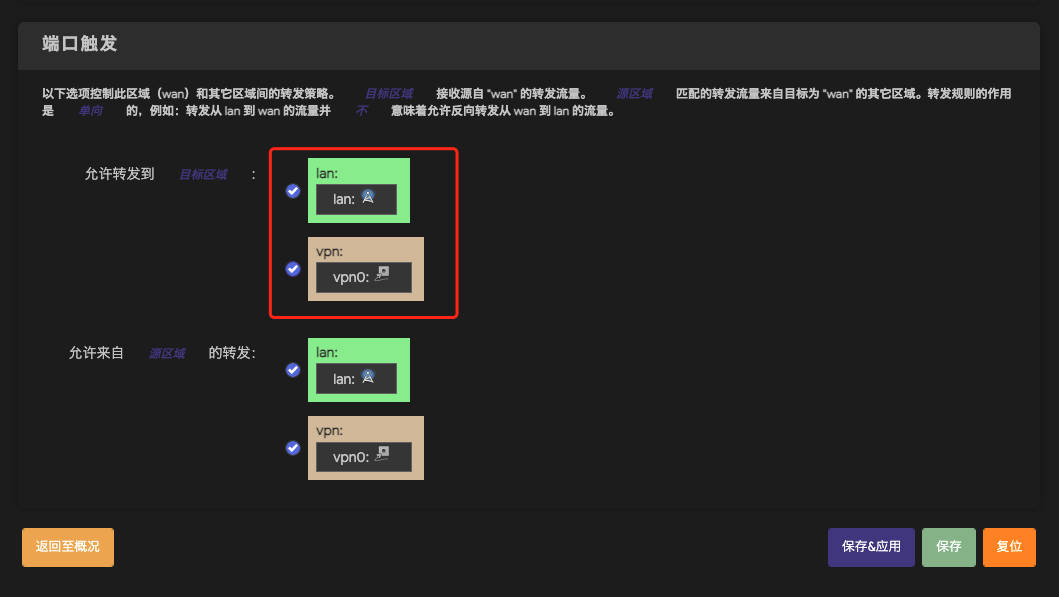 端口触发
以下选项控制此区域（wan）和其它区域间的转发策略。 目标区域 接收源自 "wan" 的转发流量。 源区域 匹配的转发流量来自目标为 "wan" 的其它区域。转发规则的作用
是 单向 的，例如：转发从 lan 到 wan 的流量并 不 意味着允许反向转发从 wan 到 lan 的流量。
允许转发到 目标区域 ：
lan:
lan:
vpn:
vpn0:
允许来自 源区域 的转发：
lan:
lan:
vpn:
vpn0:
返回至概况 保存&应用 保存 复位